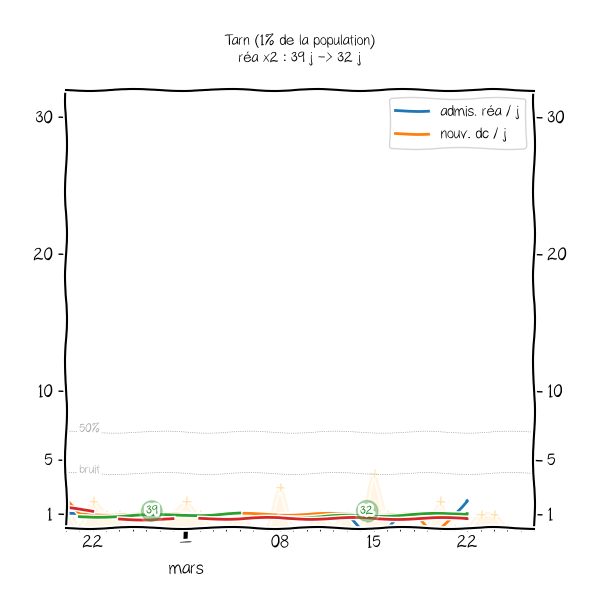 Tarn (1% de la population)
réa x2 : 39 j -> 32 j
admis. réa / j
nouv. dc / j
30 30
20 20
10 10
50%
5 5
bruit
39 32
1 1
22 1 08 15 22
mars